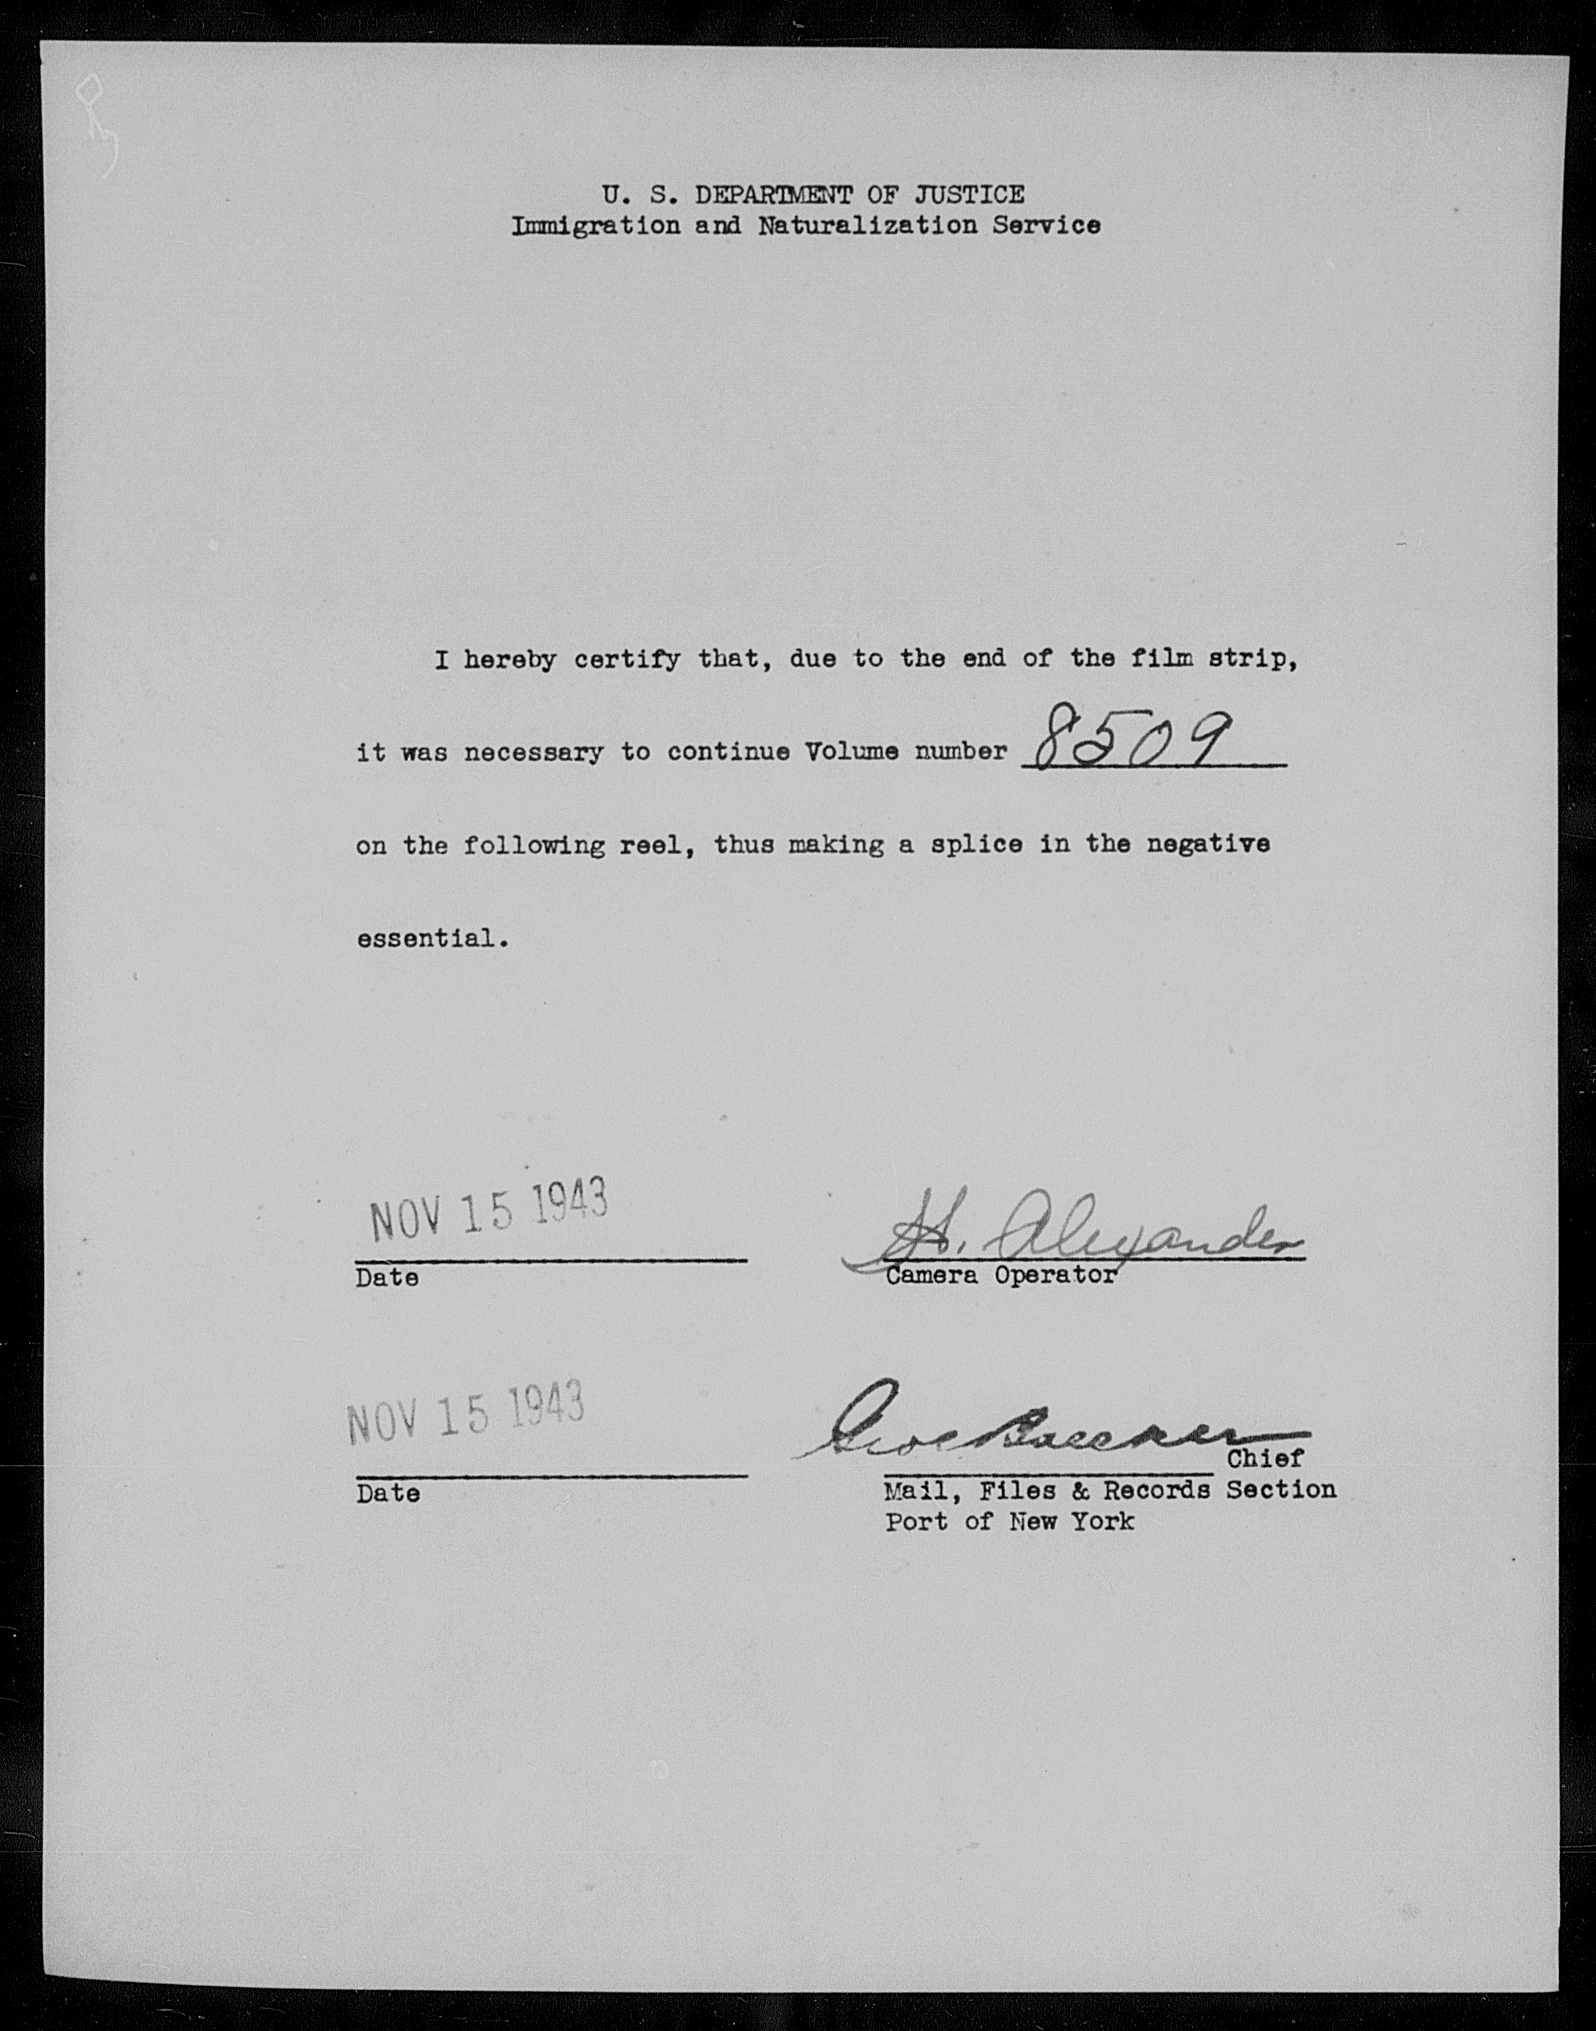 U. S. DEPARTMENT OF JUSTICE
Immigration and Naturalization Service
I hereby certify that, due to the end of the film strip,
it was necessary to continue Volume number 8509
on the following reel, thus making a splice in the negative
essential.
NOV 15 1943
H. Alexander
Date
Camera Operator
NOV 15 1943
Geo Baecker
Chief
Date
Mail, Files & Records Section
Port of New York